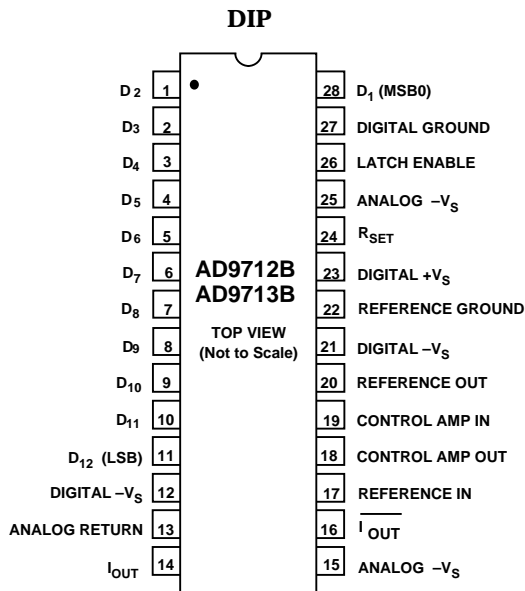 DIP
D2 1 28 D1 (MSB0)
D3 2 27 DIGITAL GROUND
D4 3 26 LATCH ENABLE
D5 4 25 ANALOG –VS
D6 5 24 RSET
D7 6 23 DIGITAL +VS
D8 7 22 REFERENCE GROUND
D9 8 21 DIGITAL –VS
D10 9 20 REFERENCE OUT
D11 10 19 CONTROL AMP IN
D12 (LSB) 11 18 CONTROL AMP OUT
DIGITAL –VS 12 17 REFERENCE IN
ANALOG RETURN 13 16 IOUT
IOUT 14 15 ANALOG –VS
AD9712B
AD9713B
TOP VIEW
(Not to Scale)